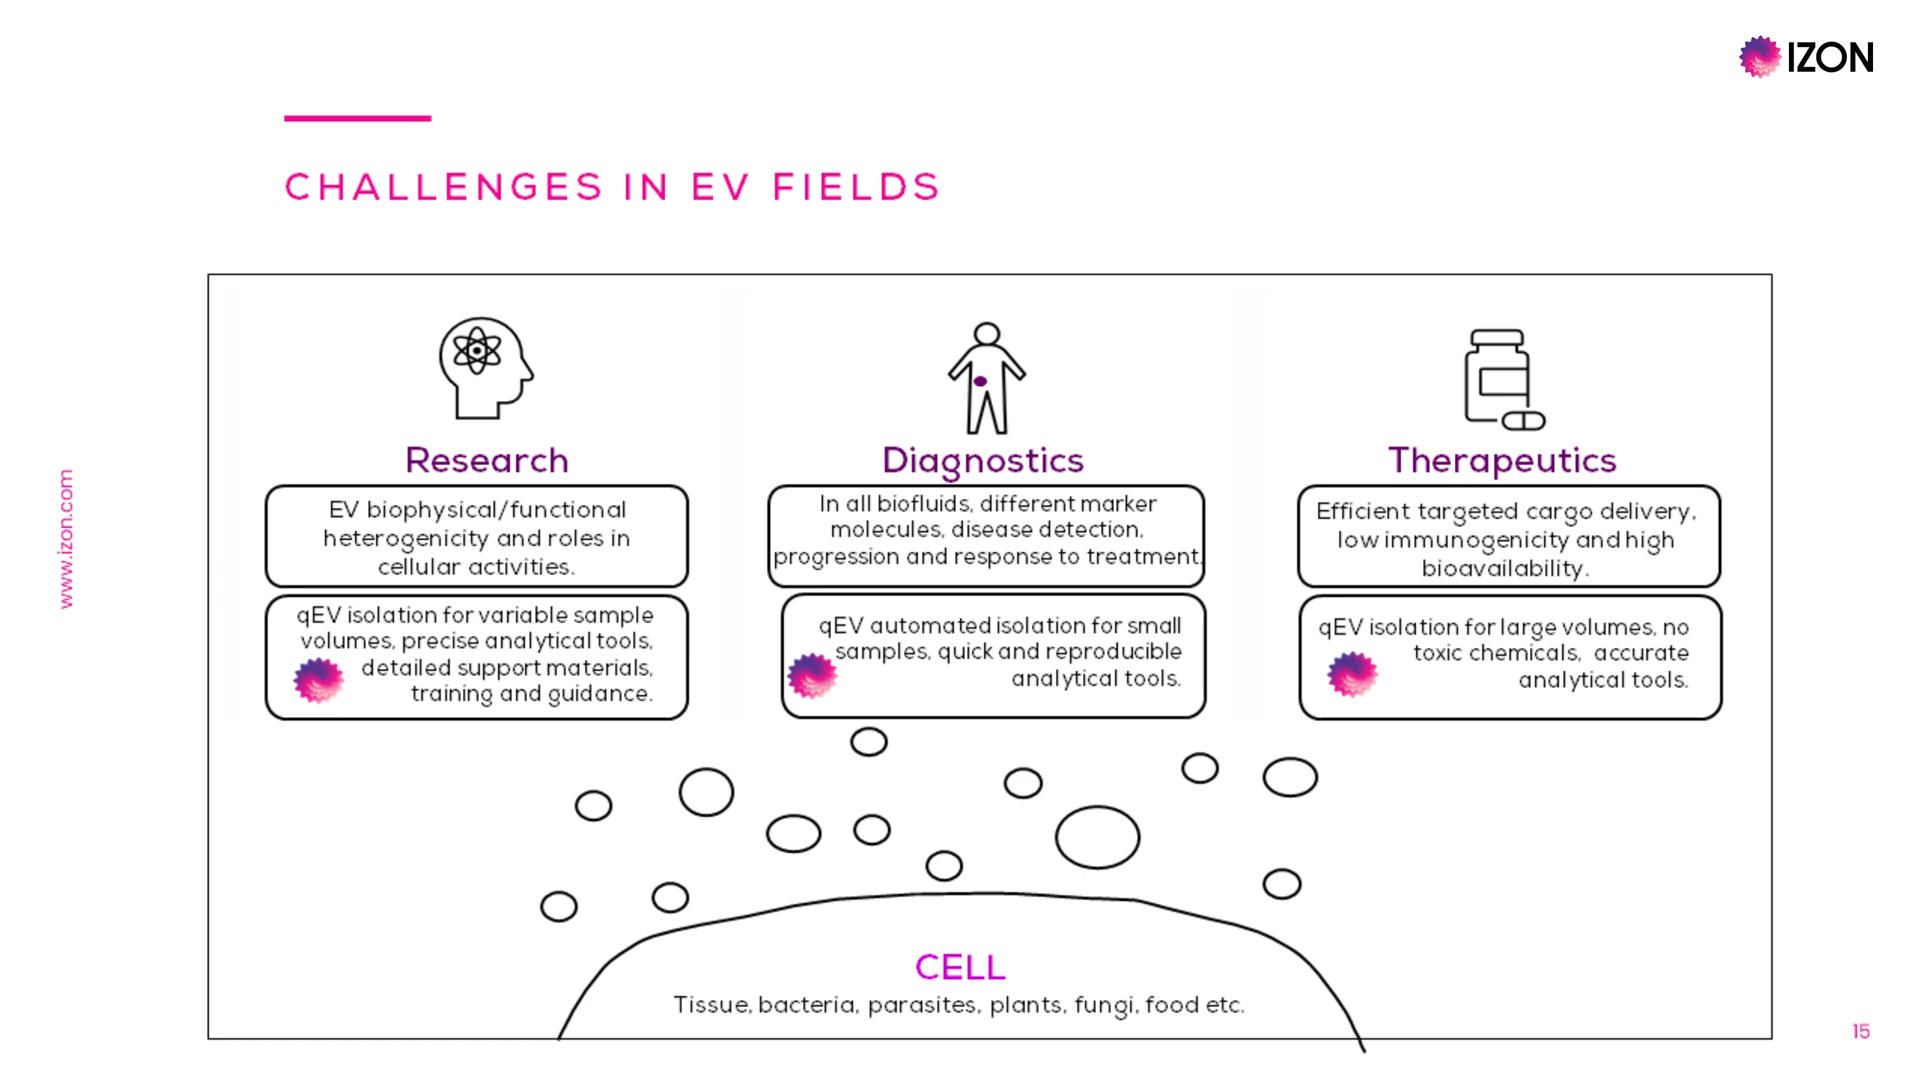 IZON
CHALLENGES IN EV FIELDS
www.izon.com
Research
EV biophysical/functional
heterogenicity and roles in
cellular activities.
qEV isolation for variable sample
volumes, precise analytical tools,
detailed support materials,
training and guidance.
Diagnostics
In all biofluids, different marker
molecules, disease detection,
progression and response to treatment.
qEV automated isolation for small
samples, quick and reproducible
analytical tools.
Therapeutics
Efficient targeted cargo delivery,
low immunogenicity and high
bioavailability.
qEV isolation for large volumes, no
toxic chemicals, accurate
analytical tools.
CELL
Tissue, bacteria, parasites, plants, fungi, food etc.
15